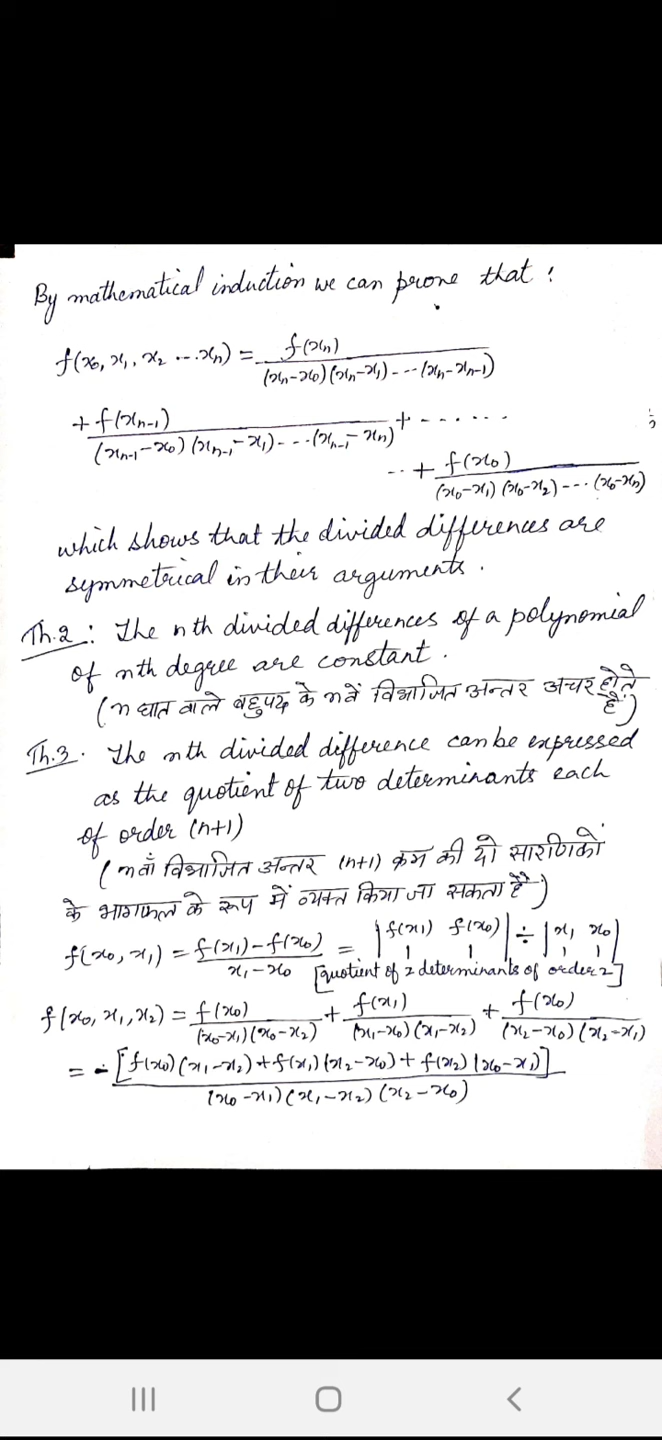 By mathematical induction we can prone that :
f(x₀, x₁, x₂ ....xₙ) = f(xₙ) / (xₙ-x₀)(xₙ-x₁)---(xₙ-xₙ₋₁)
+ f(xₙ₋₁) / (xₙ₋₁-x₀)(xₙ₋₁-x₁)---(xₙ₋₁-xₙ) + - - - - - -
-- + f(x₀) / (x₀-x₁)(x₀-x₂)---(x₀-xₙ)
which shows that the divided differences are
symmetrical in their arguments.
Th.2: The nth divided differences of a polynomial
of nth degree are constant.
(n घात वाले बहुपद के nवें विभाजित अन्तर अचर होते
है)
Th.3. The nth divided difference can be expressed
as the quotient of two determinants each
of order (n+1)
(nवाँ विभाजित अन्तर (n+1) क्रम की दो सारणिको
के भागफल के रूप में व्यक्त किया जा सकता है)
f(x₀, x₁) = f(x₁)-f(x₀) / x₁-x₀ = |f(x₁) f(x₀) 1 1| ÷ |x₁ x₀ 1 1|
[quotient of 2 determinants of order 2]
f(x₀, x₁, x₂) = f(x₀) / (x₀-x₁)(x₀-x₂) + f(x₁) / (x₁-x₀)(x₁-x₂) + f(x₀) / (x₂-x₀)(x₂-x₁)
= -[f(x₀)(x₁-x₂)+f(x₁)(x₂-x₀)+f(x₂)(x₀-x₁)] / (x₀-x₁)(x₁-x₂)(x₂-x₀)